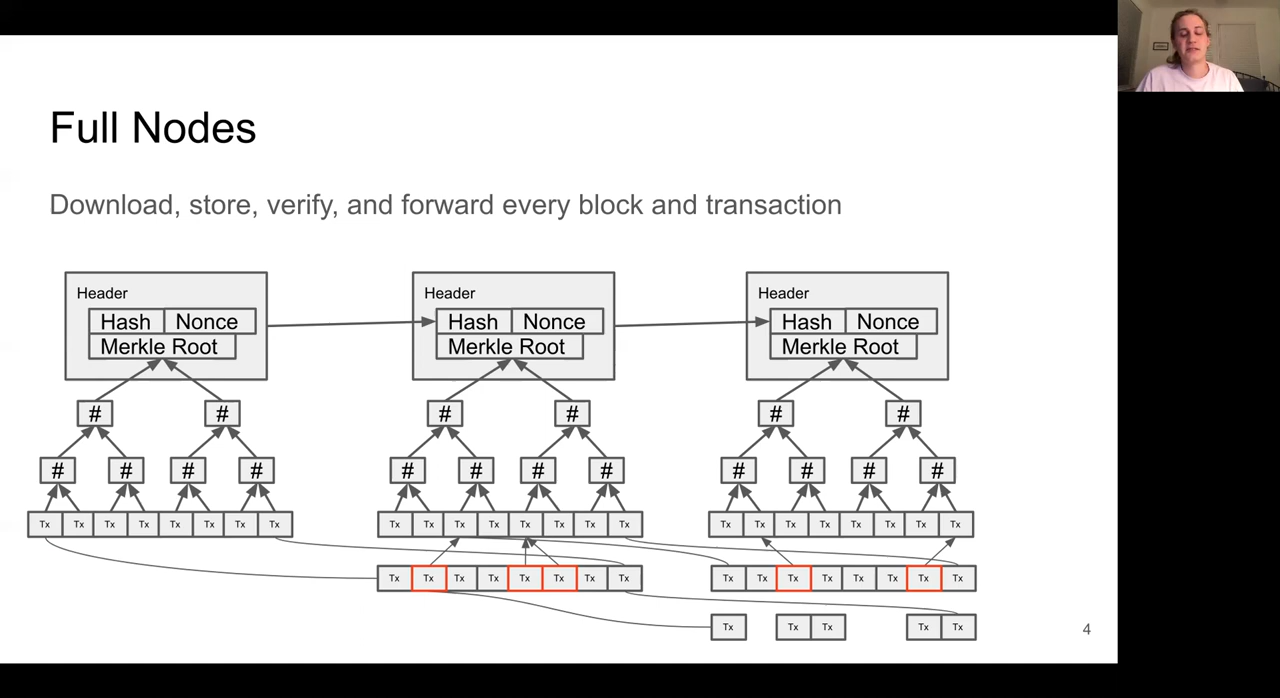 Full Nodes
Download, store, verify, and forward every block and transaction
Header Header Header
Hash Nonce Hash Nonce Hash Nonce
Merkle Root Merkle Root Merkle Root
# # # # # #
# # # # # # # # # # # #
Tx Tx Tx Tx Tx Tx Tx Tx Tx Tx Tx Tx Tx Tx Tx Tx Tx Tx Tx Tx Tx Tx Tx Tx
Tx Tx Tx Tx Tx Tx Tx Tx Tx Tx Tx Tx Tx Tx Tx Tx
Tx Tx Tx Tx Tx
4